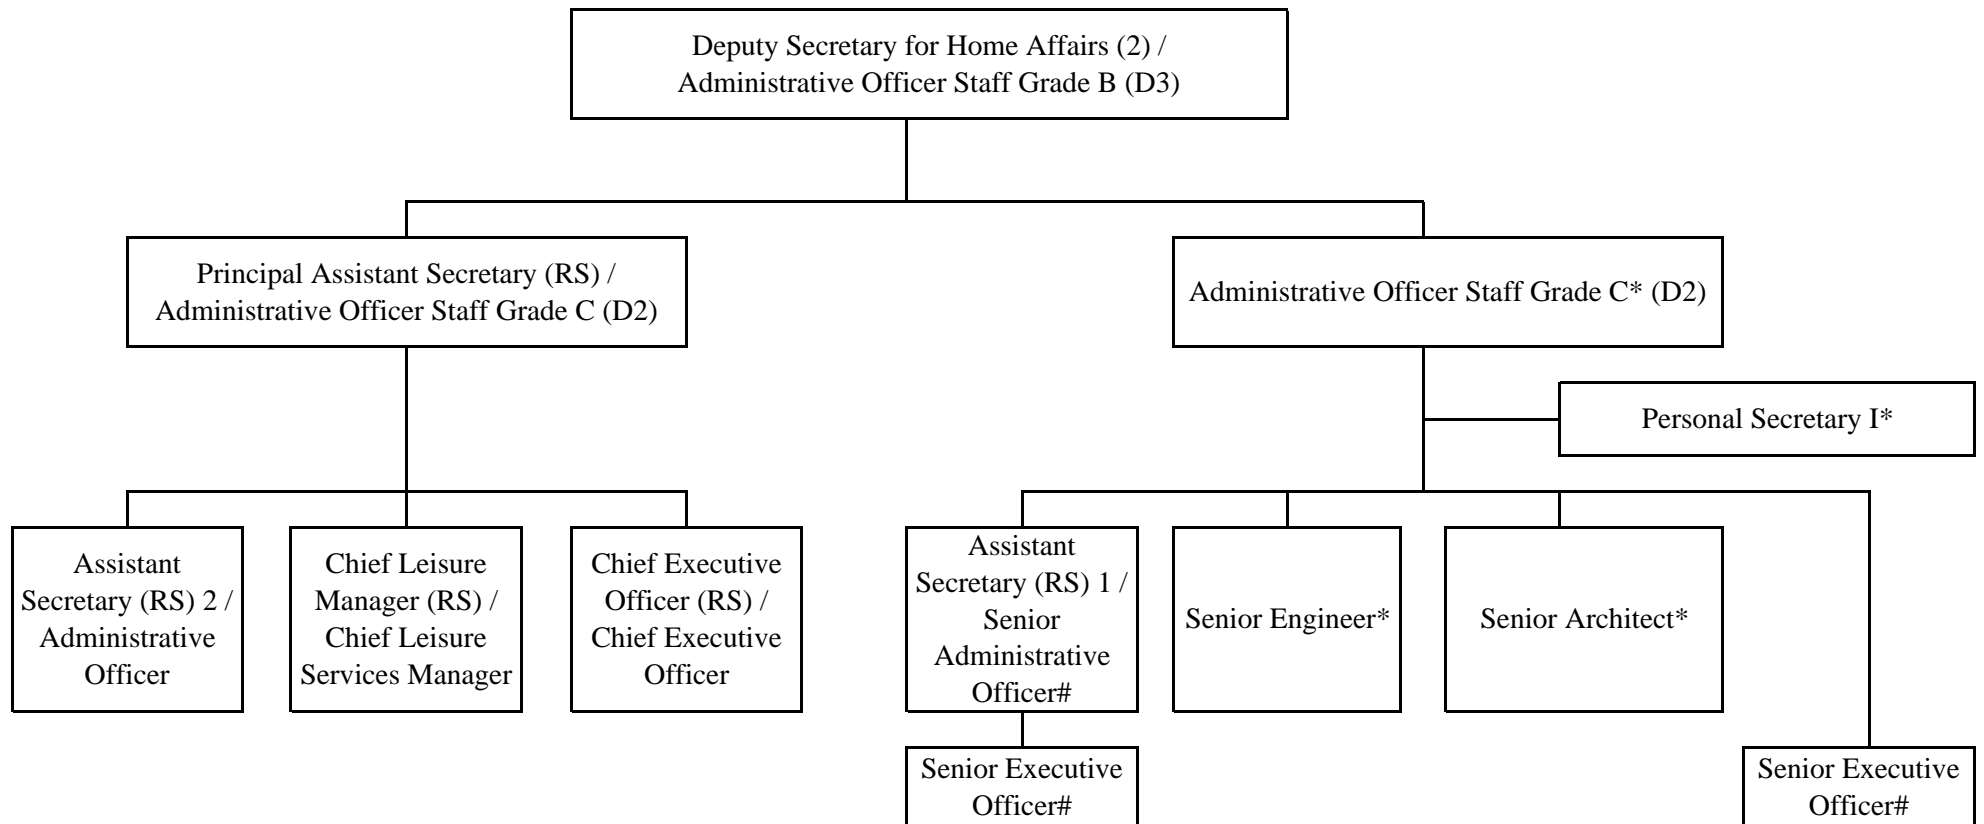 Deputy Secretary for Home Affairs (2) /
Administrative Officer Staff Grade B (D3)
Principal Assistant Secretary (RS) /
Administrative Officer Staff Grade C (D2)
Administrative Officer Staff Grade C* (D2)
Personal Secretary I*
Assistant
Secretary (RS) 2 /
Administrative
Officer
Chief Leisure
Manager (RS) /
Chief Leisure
Services Manager
Chief Executive
Officer (RS) /
Chief Executive
Officer
Assistant
Secretary (RS) 1 /
Senior
Administrative
Officer#
Senior Engineer*
Senior Architect*
Senior Executive
Officer#
Senior Executive
Officer#